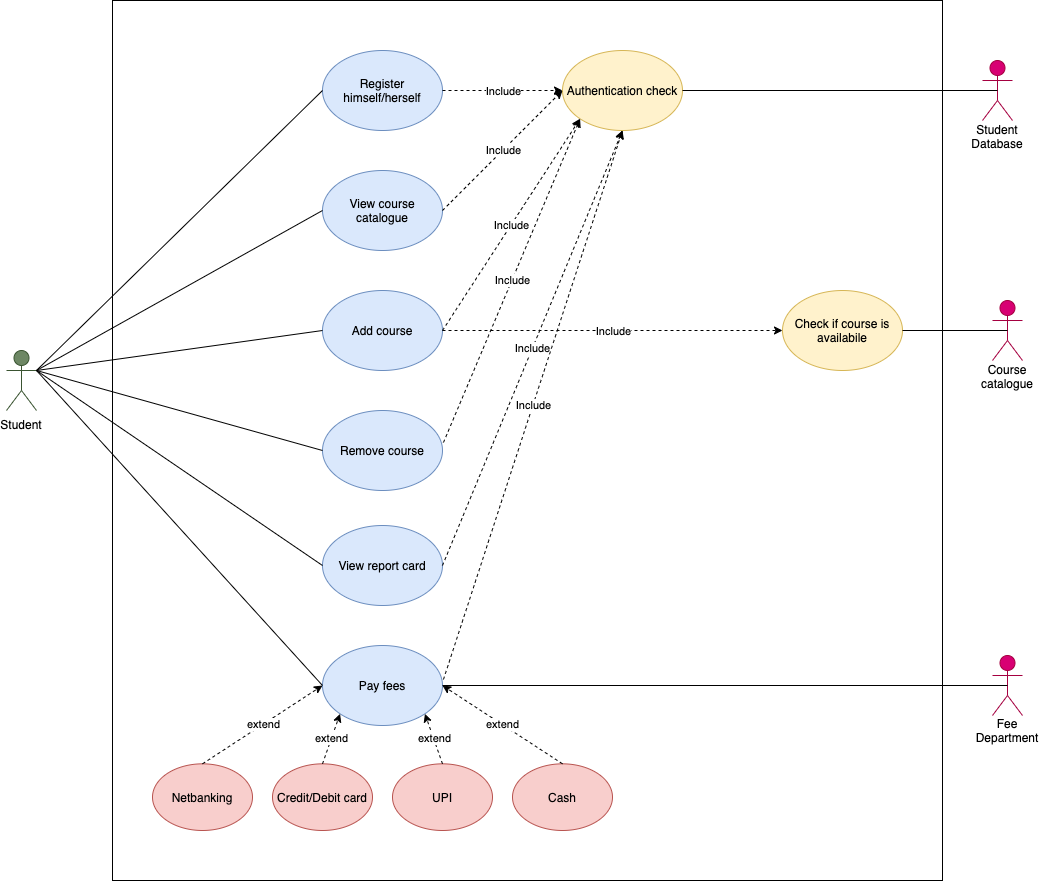 Register
himself/herself
Include
Authentication check
Student
Database
Include
View course
catalogue
Include
Include
Add course
Include
Check if course is
availabile
Course
catalogue
Include
Include
Student
Remove course
View report card
Pay fees
Fee
Department
extend
extend
extend
extend
Netbanking
Credit/Debit card
UPI
Cash